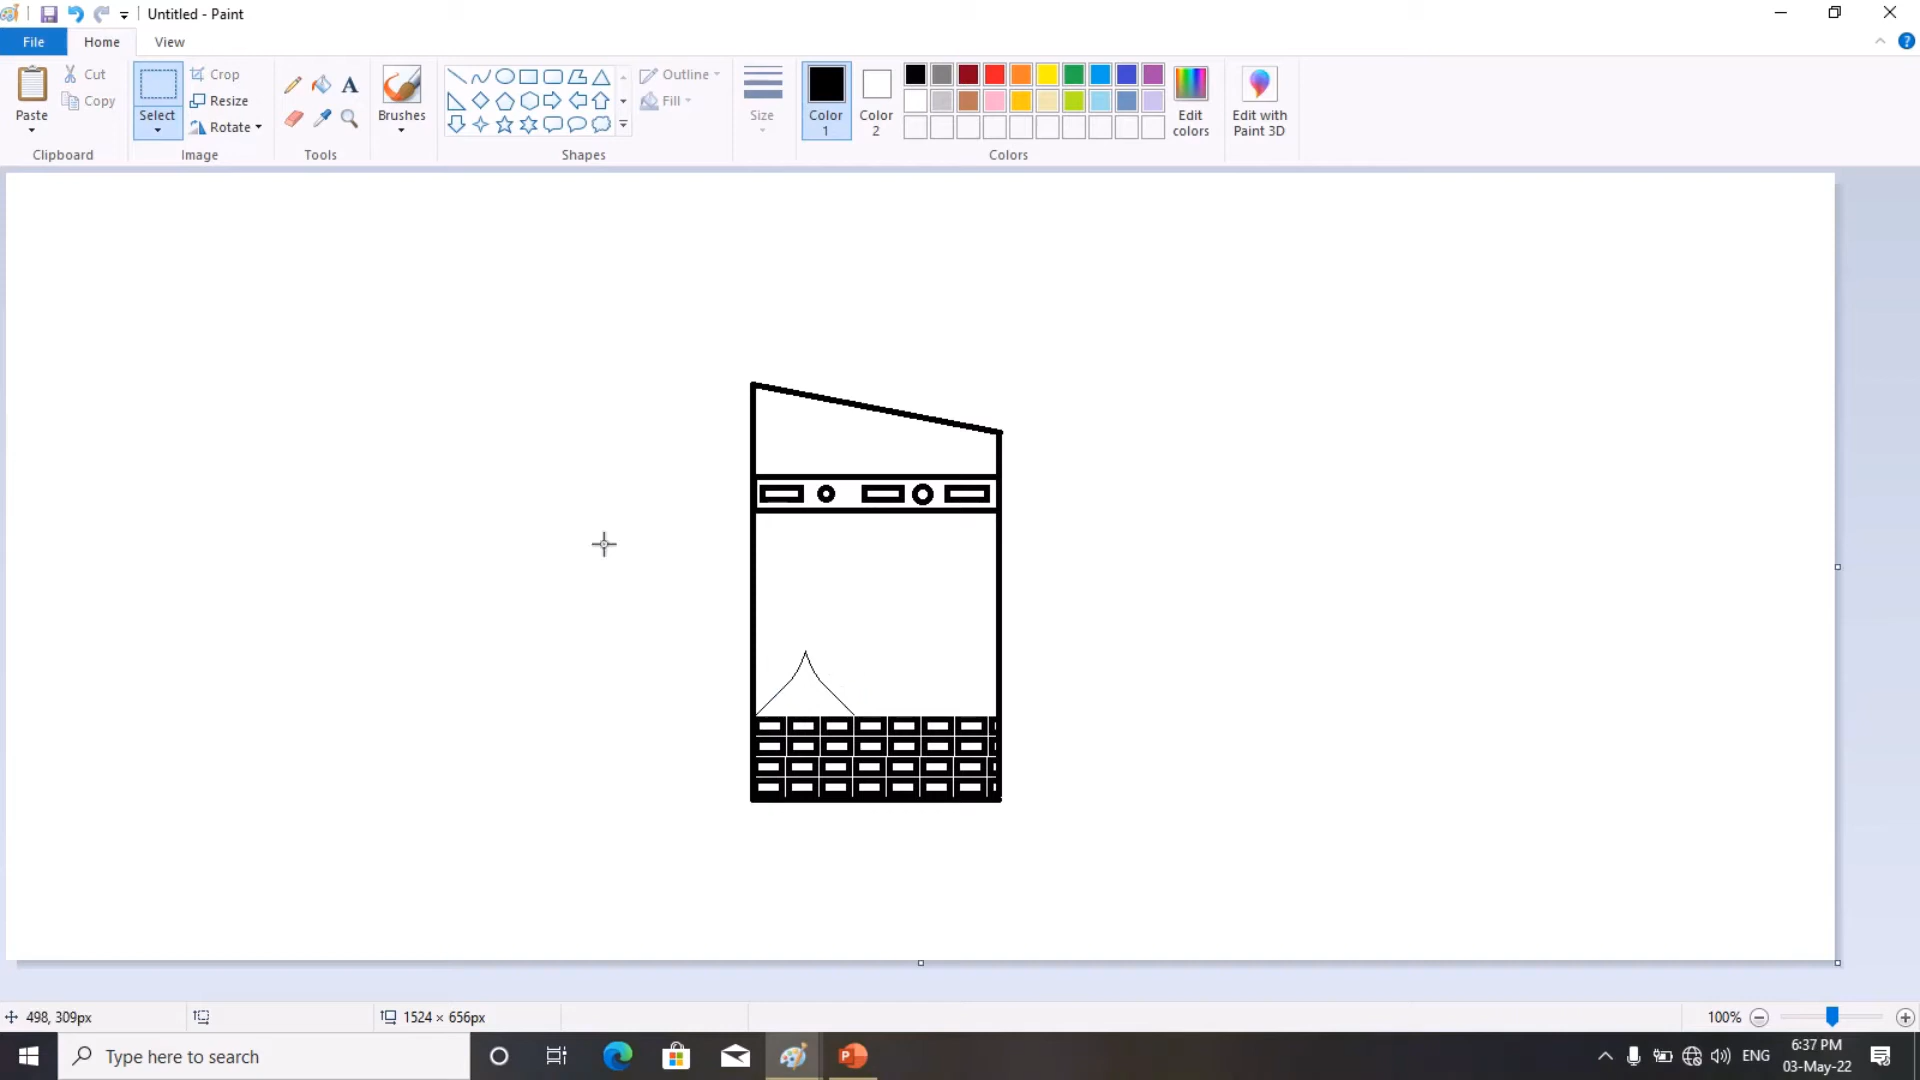 Untitled - Paint
File Home View
Paste Cut Copy Select Crop Resize Rotate A Brushes Outline Fill Size Color 1 Color 2 Edit colors Edit with Paint 3D
Clipboard Image Tools Shapes Colors
498, 309px 1524 × 656px 100%
Type here to search ENG 6:37 PM
03-May-22